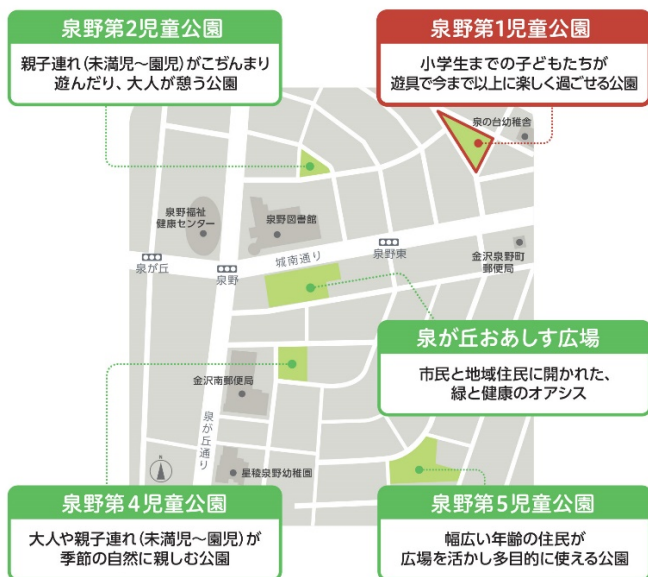 泉野第2児童公園
親子連れ(未満児～園児)がこぢんまり
遊んだり、大人が憩う公園
泉野第1児童公園
小学生までの子どもたちが
遊具で今まで以上に楽しく過ごせる公園
泉の台幼稚舎
泉野福祉
健康センター
泉野図書館
城南通り
泉野東
金沢泉野町
郵便局
泉が丘
泉野
泉が丘おあしす広場
市民と地域住民に開かれた、
緑と健康のオアシス
金沢南郵便局
泉が丘通り
N
星稜泉野幼稚園
泉野第4児童公園
大人や親子連れ(未満児～園児)が
季節の自然に親しむ公園
泉野第5児童公園
幅広い年齢の住民が
広場を活かし多目的に使える公園